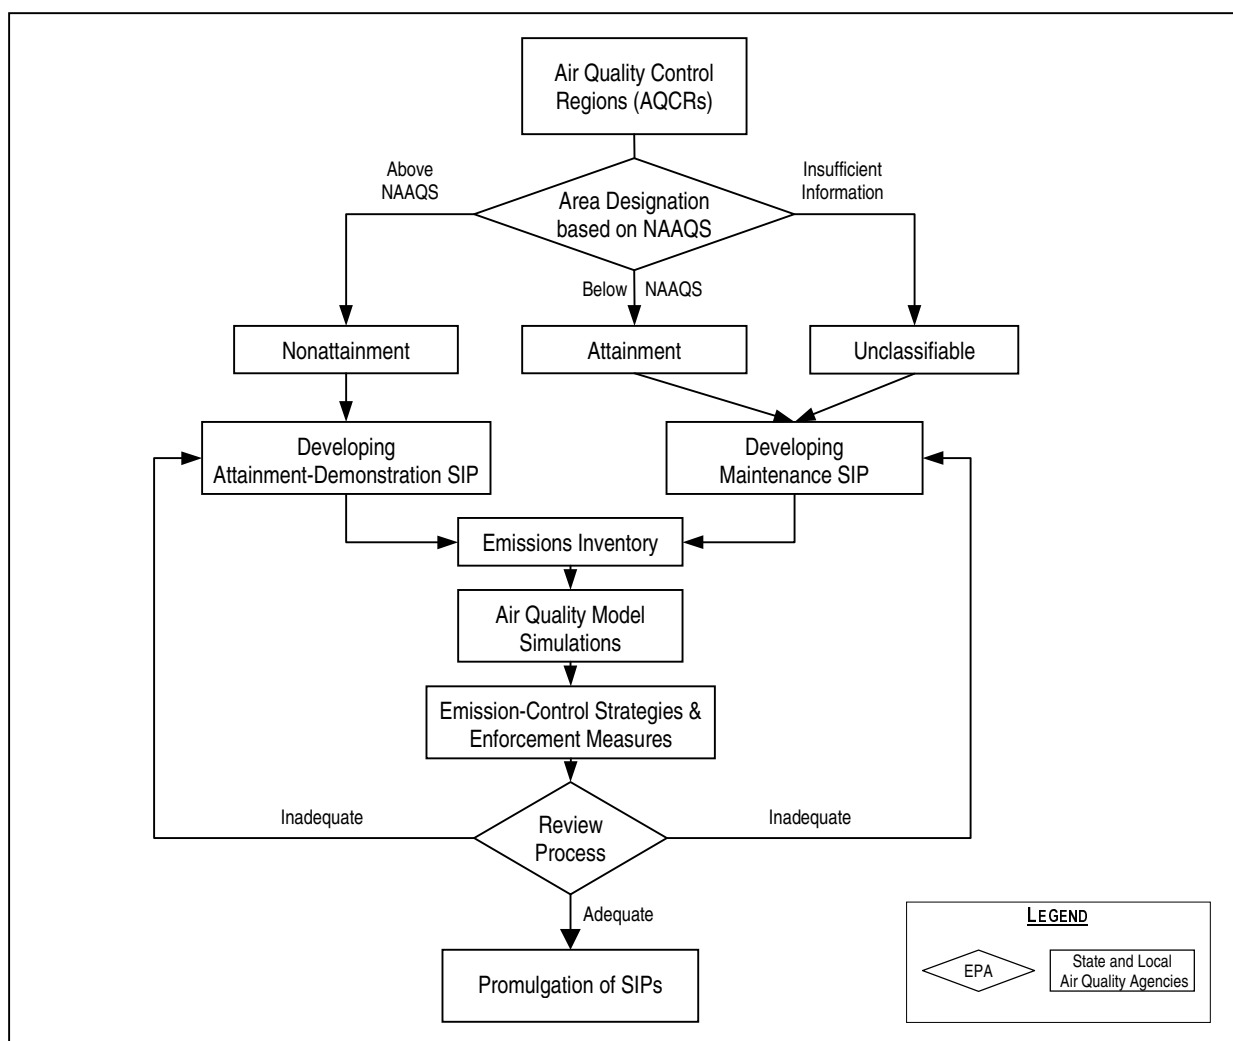 Air Quality Control
Regions (AQCRs)
Above
NAAQS
Insufficient
Information
Area Designation
based on NAAQS
Below NAAQS
Nonattainment
Attainment
Unclassifiable
Developing
Attainment-Demonstration SIP
Developing
Maintenance SIP
Emissions Inventory
Air Quality Model
Simulations
Emission-Control Strategies &
Enforcement Measures
Inadequate
Review
Process
Inadequate
Adequate
Promulgation of SIPs
LEGEND
EPA
State and Local
Air Quality Agencies